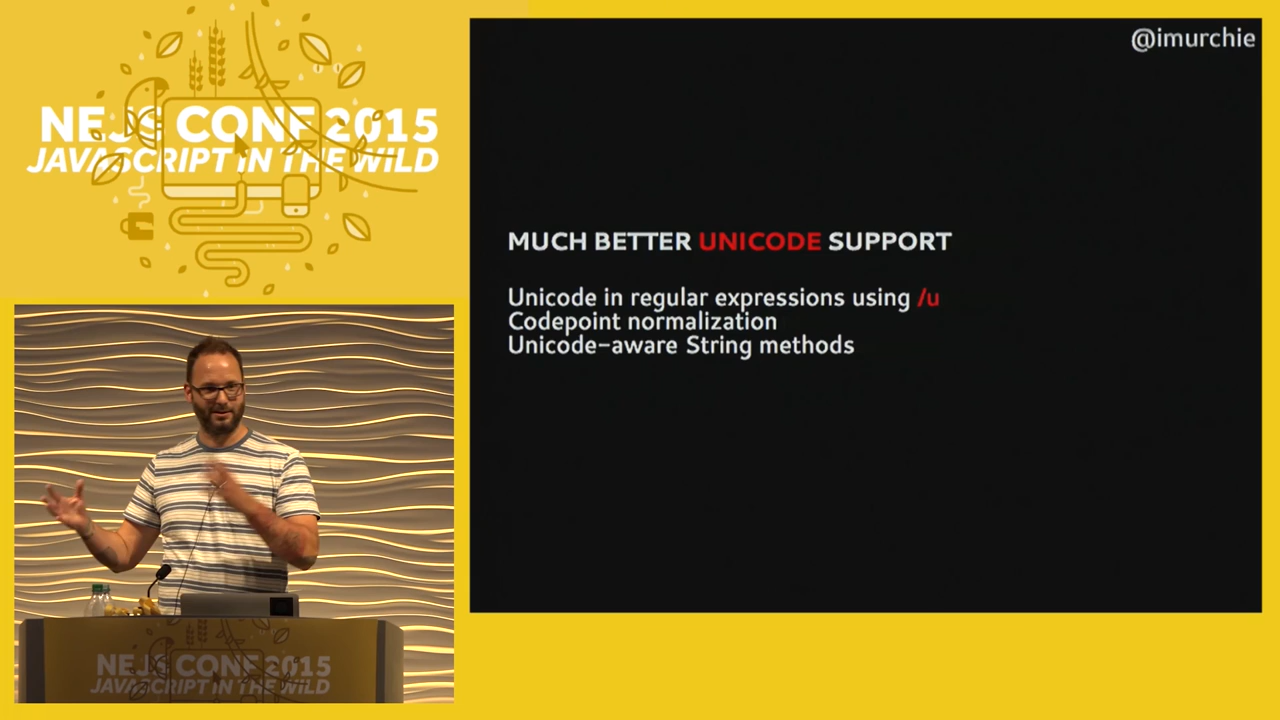 NEJS CONF 2015
JAVASCRIPT IN THE WILD
@imurchie
MUCH BETTER UNICODE SUPPORT
Unicode in regular expressions using /u
Codepoint normalization
Unicode-aware String methods
NEJS CONF 2015
JAVASCRIPT IN THE WILD